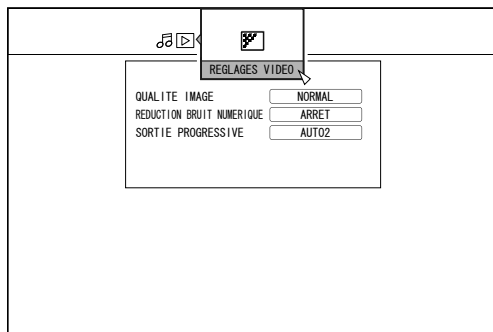 REGLAGES VIDEO
QUALITE IMAGE NORMAL
REDUCTION BRUIT NUMERIQUE ARRET
SORTIE PROGRESSIVE AUTO2